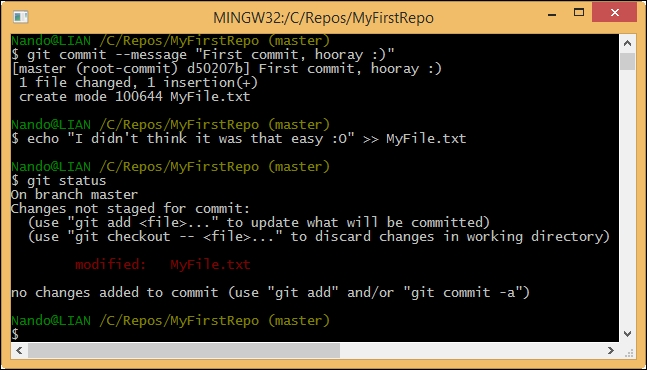 MINGW32:/C/Repos/MyFirstRepo
Nando@LIAN /C/Repos/MyFirstRepo (master)
$ git commit --message "First commit, hooray :)"
[master (root-commit) d50207b] First commit, hooray :)
 1 file changed, 1 insertion(+)
 create mode 100644 MyFile.txt
Nando@LIAN /C/Repos/MyFirstRepo (master)
$ echo "I didn't think it was that easy :O" >> MyFile.txt
Nando@LIAN /C/Repos/MyFirstRepo (master)
$ git status
On branch master
Changes not staged for commit:
  (use "git add <file>..." to update what will be committed)
  (use "git checkout -- <file>..." to discard changes in working directory)
        modified:   MyFile.txt
no changes added to commit (use "git add" and/or "git commit -a")
Nando@LIAN /C/Repos/MyFirstRepo (master)
$